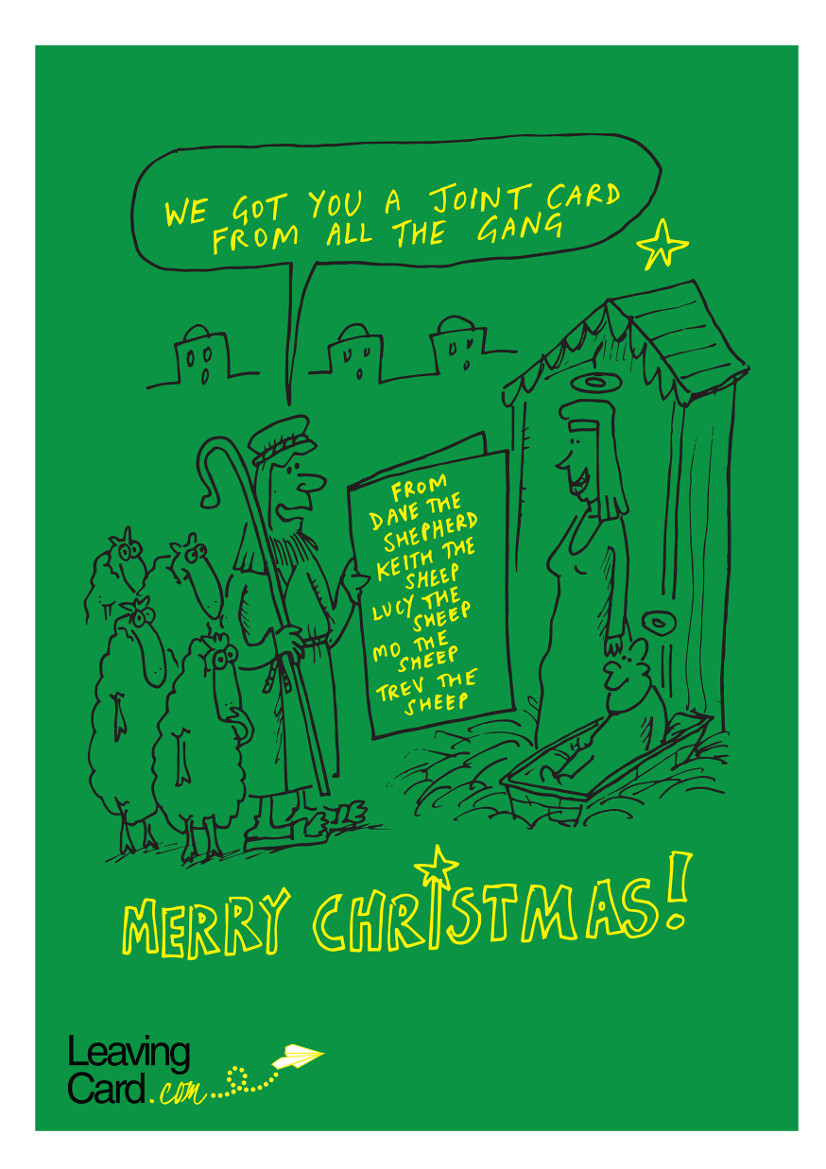 WE GOT YOU A JOINT CARD
FROM ALL THE GANG
FROM
DAVE THE
SHEPHERD
KEITH THE
SHEEP
LUCY THE
SHEEP
MO THE
SHEEP
TREV THE
SHEEP
MERRY CHRISTMAS!
Leaving
Card.com